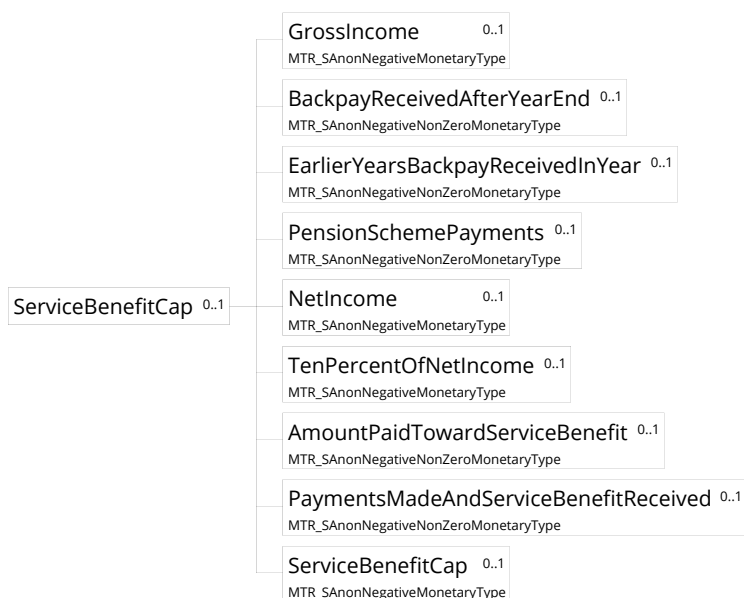 GrossIncome 0..1
MTR_SAnonNegativeMonetaryType
BackpayReceivedAfterYearEnd 0..1
MTR_SAnonNegativeNonZeroMonetaryType
EarlierYearsBackpayReceivedInYear 0..1
MTR_SAnonNegativeNonZeroMonetaryType
PensionSchemePayments 0..1
MTR_SAnonNegativeNonZeroMonetaryType
ServiceBenefitCap 0..1
NetIncome 0..1
MTR_SAnonNegativeMonetaryType
TenPercentOfNetIncome 0..1
MTR_SAnonNegativeMonetaryType
AmountPaidTowardServiceBenefit 0..1
MTR_SAnonNegativeNonZeroMonetaryType
PaymentsMadeAndServiceBenefitReceived 0..1
MTR_SAnonNegativeNonZeroMonetaryType
ServiceBenefitCap 0..1
MTR_SAnonNegativeMonetaryType